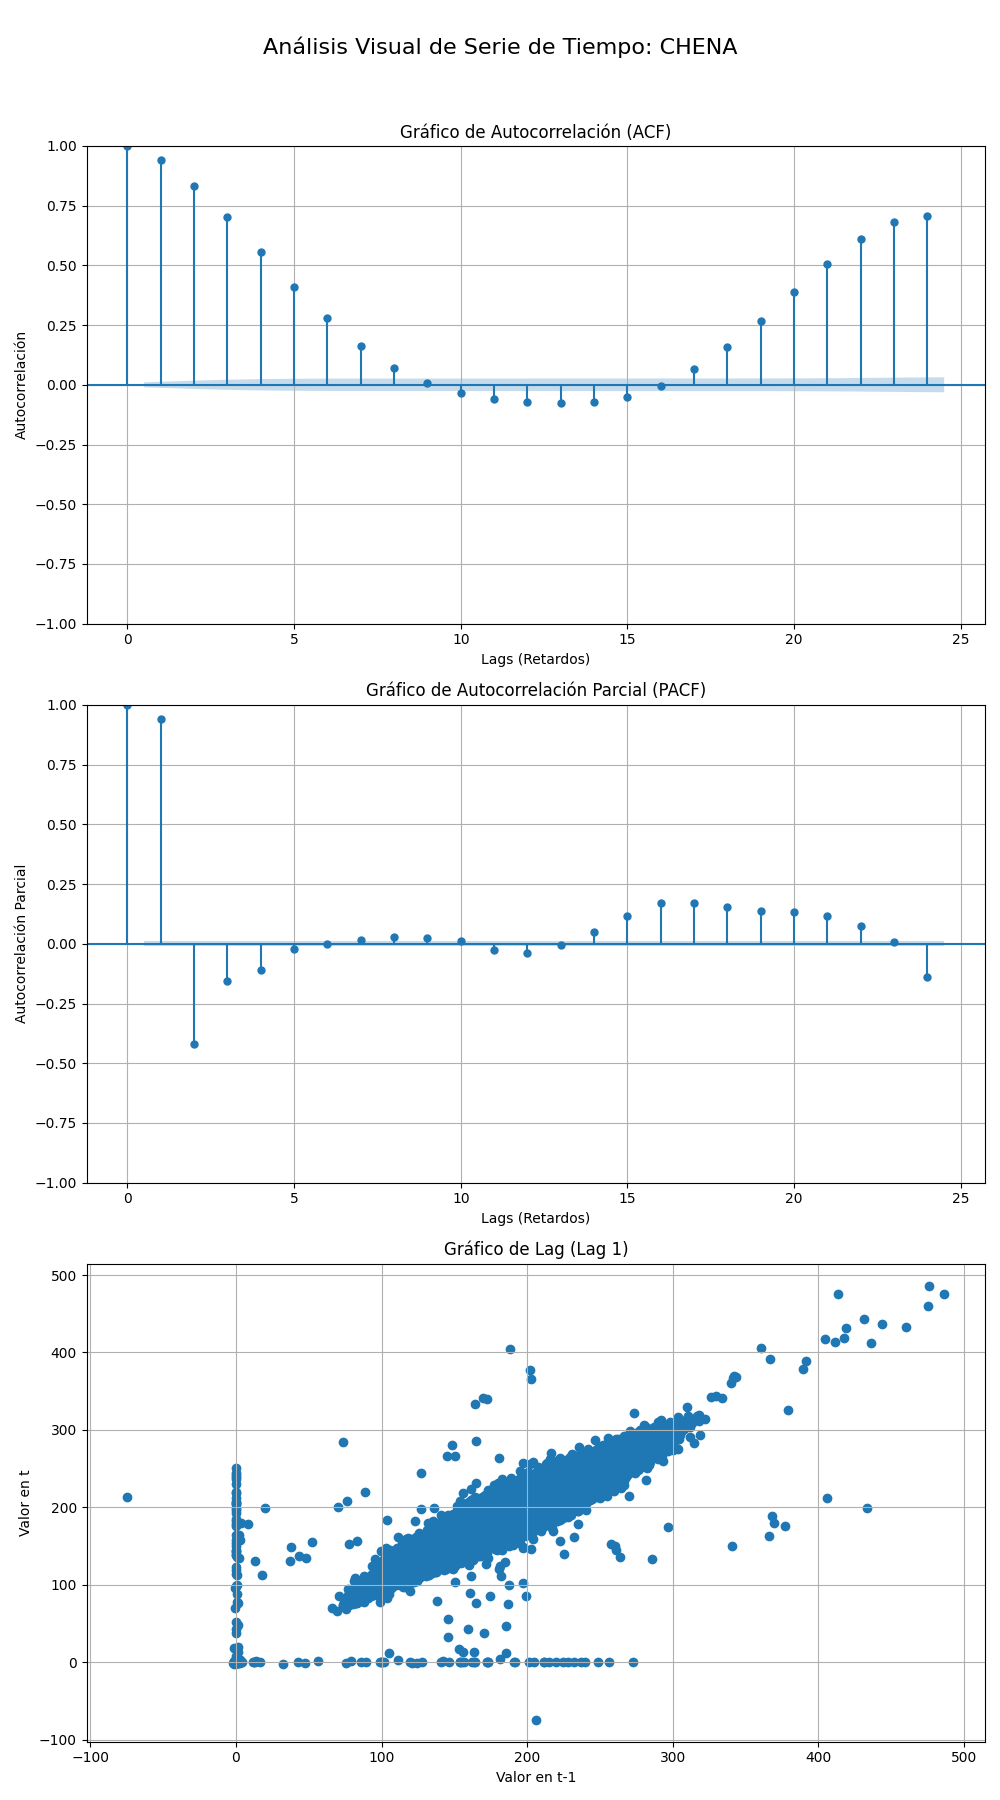 Análisis Visual de Serie de Tiempo: CHENA
Gráfico de Autocorrelación (ACF)
1.00
0.75
0.50
0.25
0.00
−0.25
−0.50
−0.75
−1.00
Autocorrelación
0 5 10 15 20 25
Lags (Retardos)
Gráfico de Autocorrelación Parcial (PACF)
1.00
0.75
0.50
0.25
0.00
−0.25
−0.50
−0.75
−1.00
Autocorrelación Parcial
0 5 10 15 20 25
Lags (Retardos)
Gráfico de Lag (Lag 1)
500
400
300
200
100
0
−100
Valor en t
−100 0 100 200 300 400 500
Valor en t-1